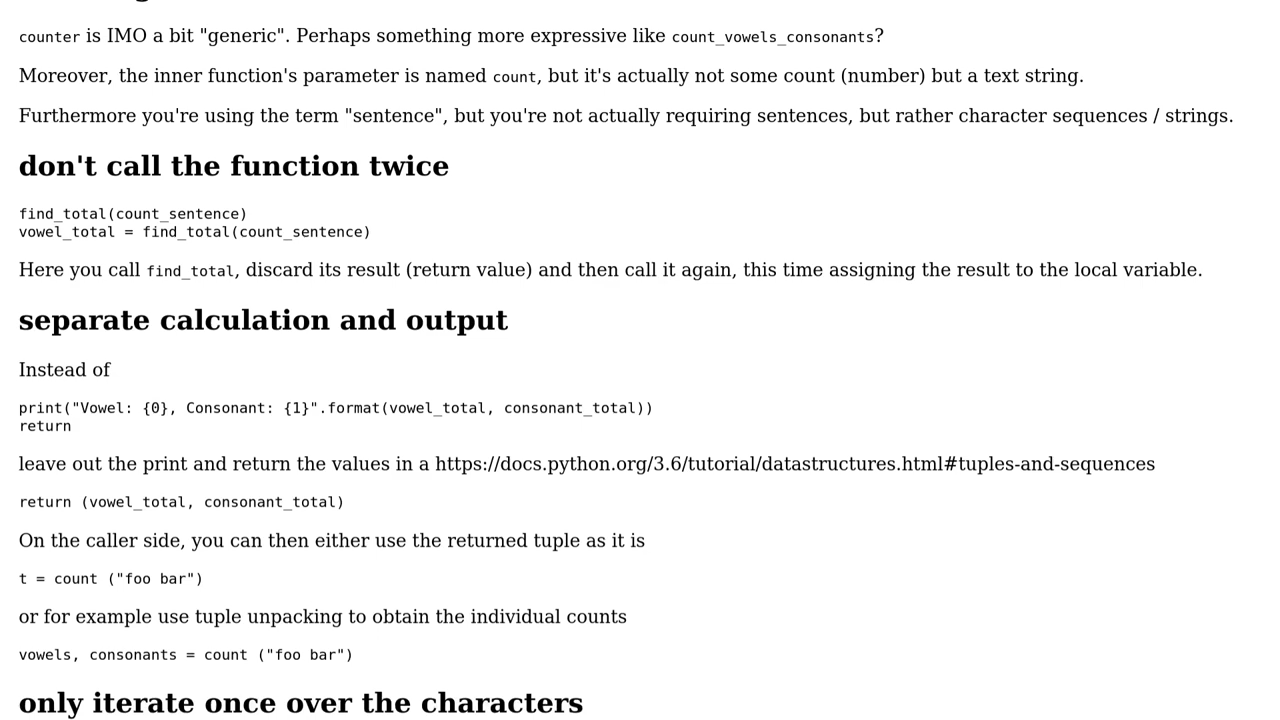 counter is IMO a bit "generic". Perhaps something more expressive like count_vowels_consonants?
Moreover, the inner function's parameter is named count, but it's actually not some count (number) but a text string.
Furthermore you're using the term "sentence", but you're not actually requiring sentences, but rather character sequences / strings.
don't call the function twice
find_total(count_sentence)
vowel_total = find_total(count_sentence)
Here you call find_total, discard its result (return value) and then call it again, this time assigning the result to the local variable.
separate calculation and output
Instead of
print("Vowel: {0}, Consonant: {1}".format(vowel_total, consonant_total))
return
leave out the print and return the values in a https://docs.python.org/3.6/tutorial/datastructures.html#tuples-and-sequences
return (vowel_total, consonant_total)
On the caller side, you can then either use the returned tuple as it is
t = count ("foo bar")
or for example use tuple unpacking to obtain the individual counts
vowels, consonants = count ("foo bar")
only iterate once over the characters